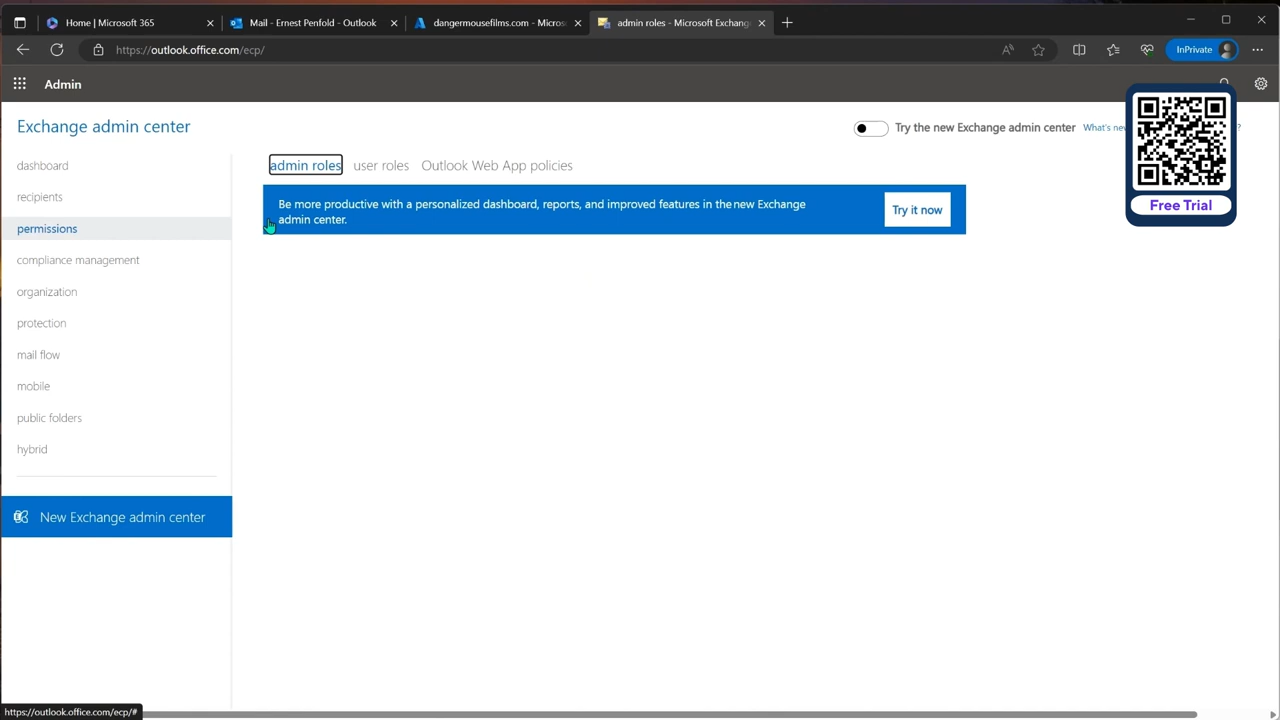 Home | Microsoft 365
Mail - Ernest Penfold - Outlook
dangermousefilms.com - Micros
admin roles - Microsoft Exchang
https://outlook.office.com/ecp/
InPrivate
Admin
Exchange admin center
Try the new Exchange admin center
What's new
?
dashboard
recipients
permissions
compliance management
organization
protection
mail flow
mobile
public folders
hybrid
New Exchange admin center
admin roles
user roles
Outlook Web App policies
Be more productive with a personalized dashboard, reports, and improved features in the new Exchange
admin center.
Try it now
Free Trial
https://outlook.office.com/ecp/#